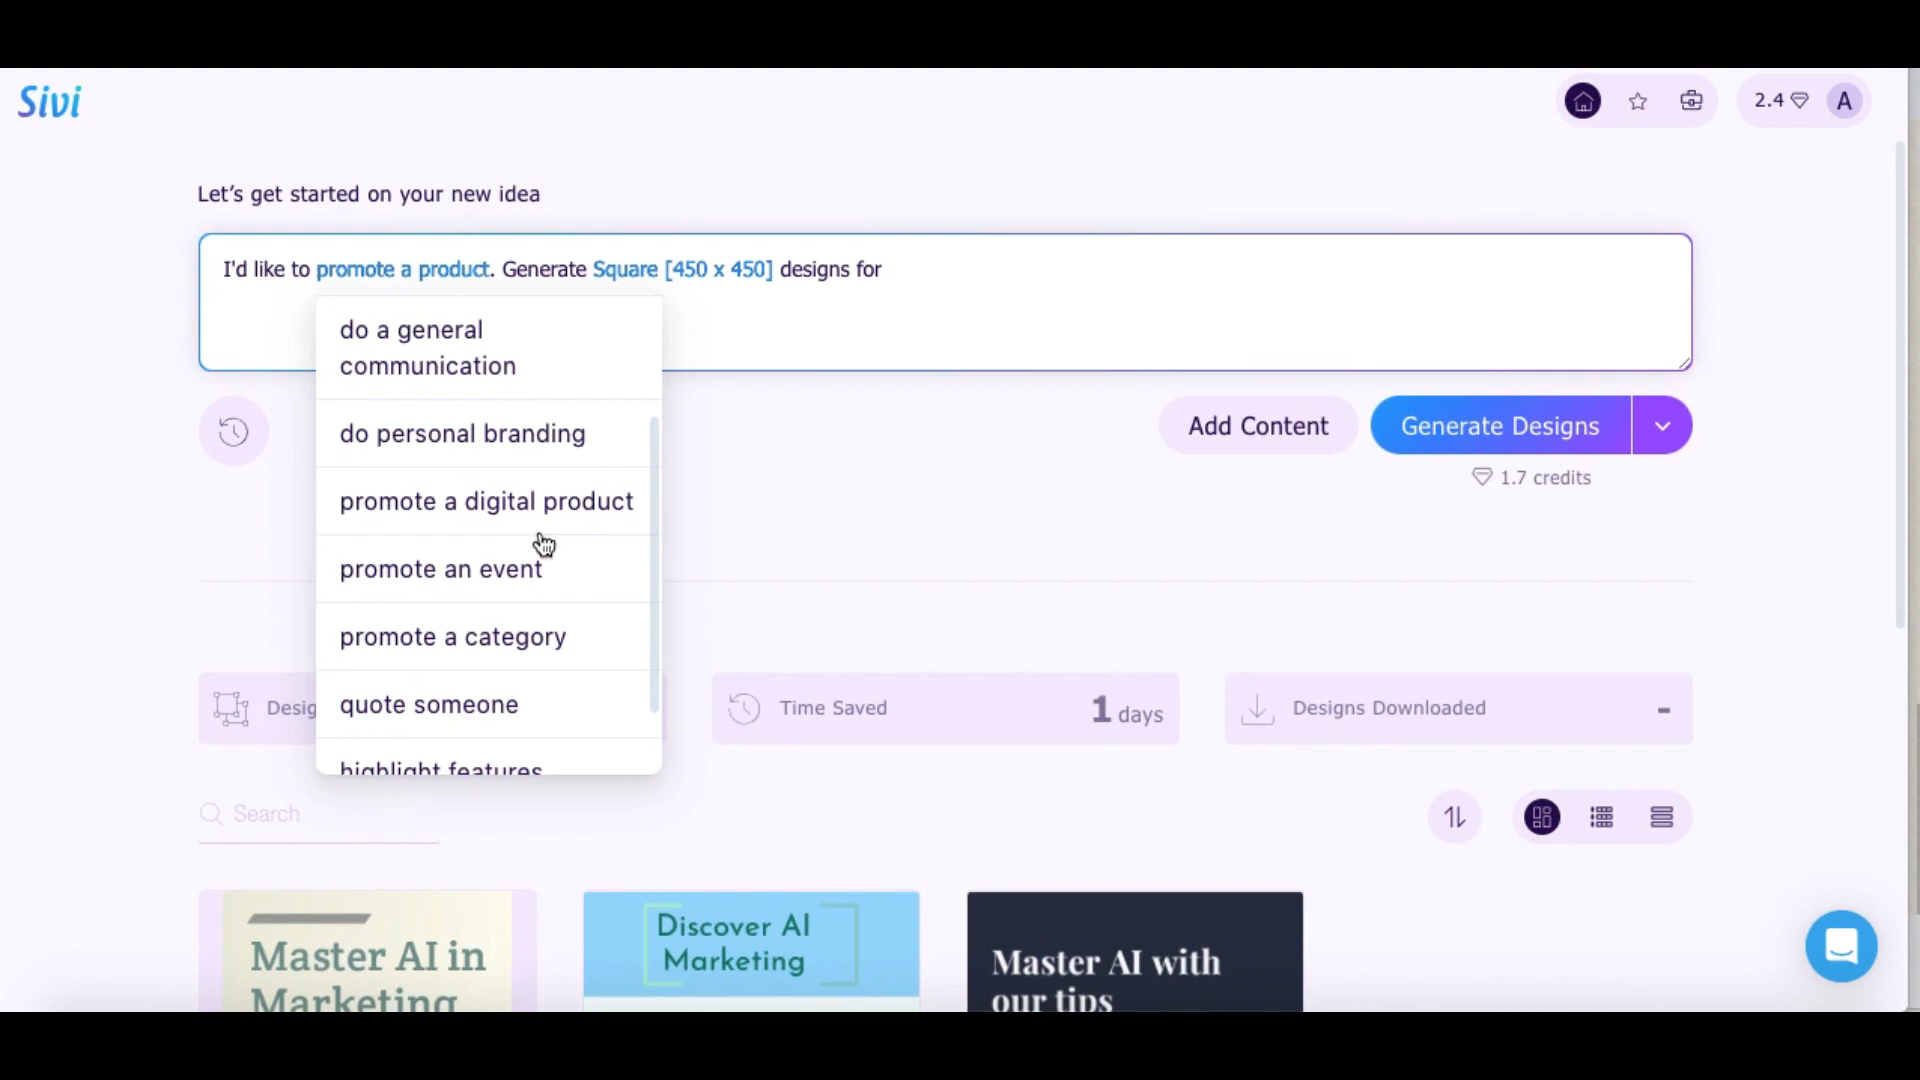 Sivi
2.4
A
Let's get started on your new idea
I'd like to promote a product. Generate Square [450 x 450] designs for
do a general
communication
do personal branding
promote a digital product
promote an event
promote a category
quote someone
highlight features
Add Content
Generate Designs
1.7 credits
Desig
Time Saved
1 days
Designs Downloaded
-
Search
Master AI in
Marketing
Discover AI
Marketing
Master AI with
our tips